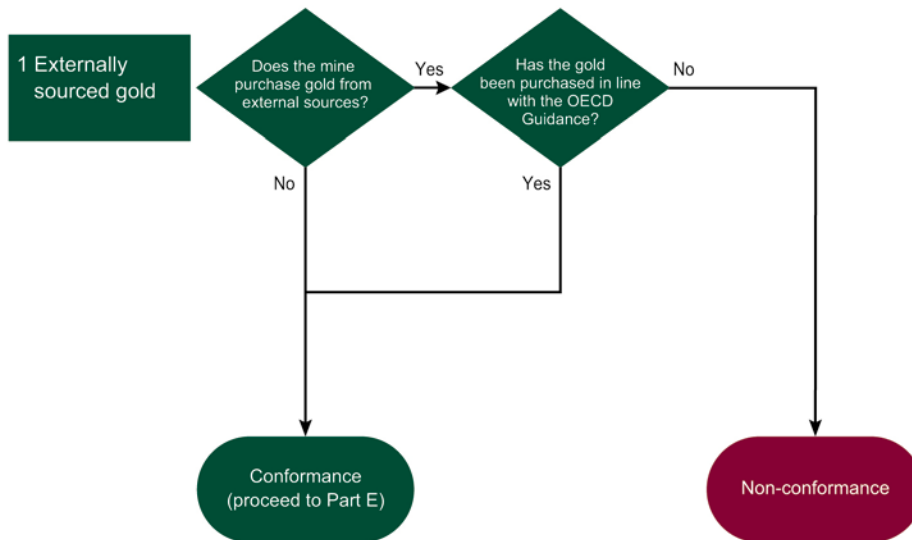 1 Externally
sourced gold
Does the mine
purchase gold from
external sources?
Yes
Has the gold
been purchased in line
with the OECD
Guidance?
No
No
Yes
Conformance
(proceed to Part E)
Non-conformance